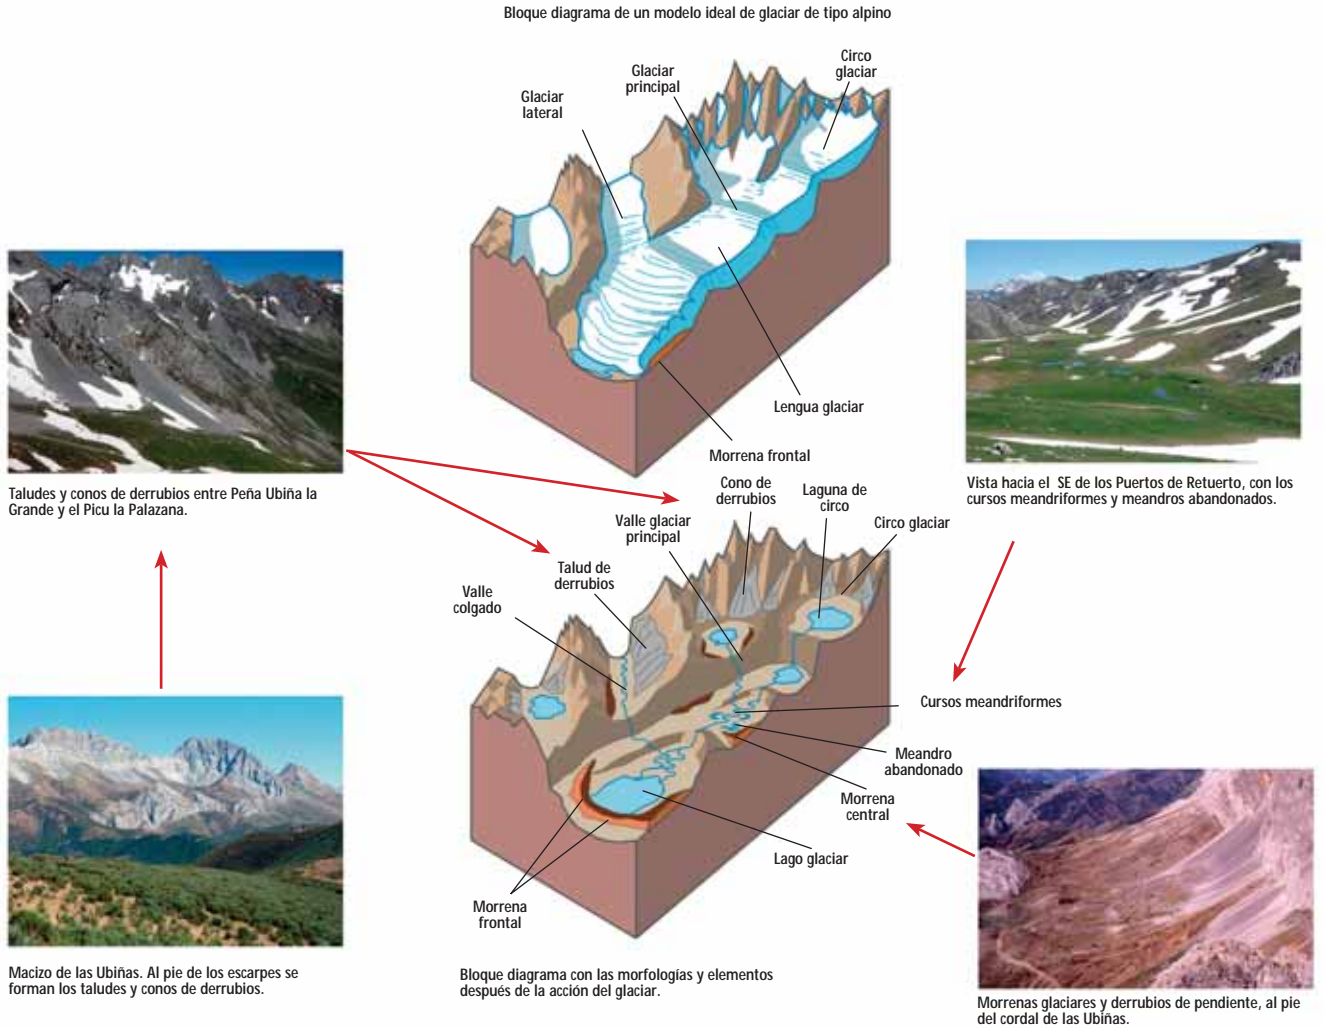 Bloque diagrama de un modelo ideal de glaciar de tipo alpino
Circo
glaciar
Glaciar
principal
Glaciar
lateral
Lengua glaciar
Morrena frontal
Taludes y conos de derrubios entre Peña Ubiña la
Grande y el Picu la Palazana.
Vista hacia el SE de los Puertos de Retuerto, con los
cursos meandriformes y meandros abandonados.
Cono de
derrubios
Laguna de
circo
Valle glaciar
principal
Circo glaciar
Talud de
derrubios
Valle
colgado
Cursos meandriformes
Meandro
abandonado
Morrena
central
Lago glaciar
Morrena
frontal
Macizo de las Ubiñas. Al pie de los escarpes se
forman los taludes y conos de derrubios.
Bloque diagrama con las morfologías y elementos
después de la acción del glaciar.
Morrenas glaciares y derrubios de pendiente, al pie
del cordal de las Ubiñas.